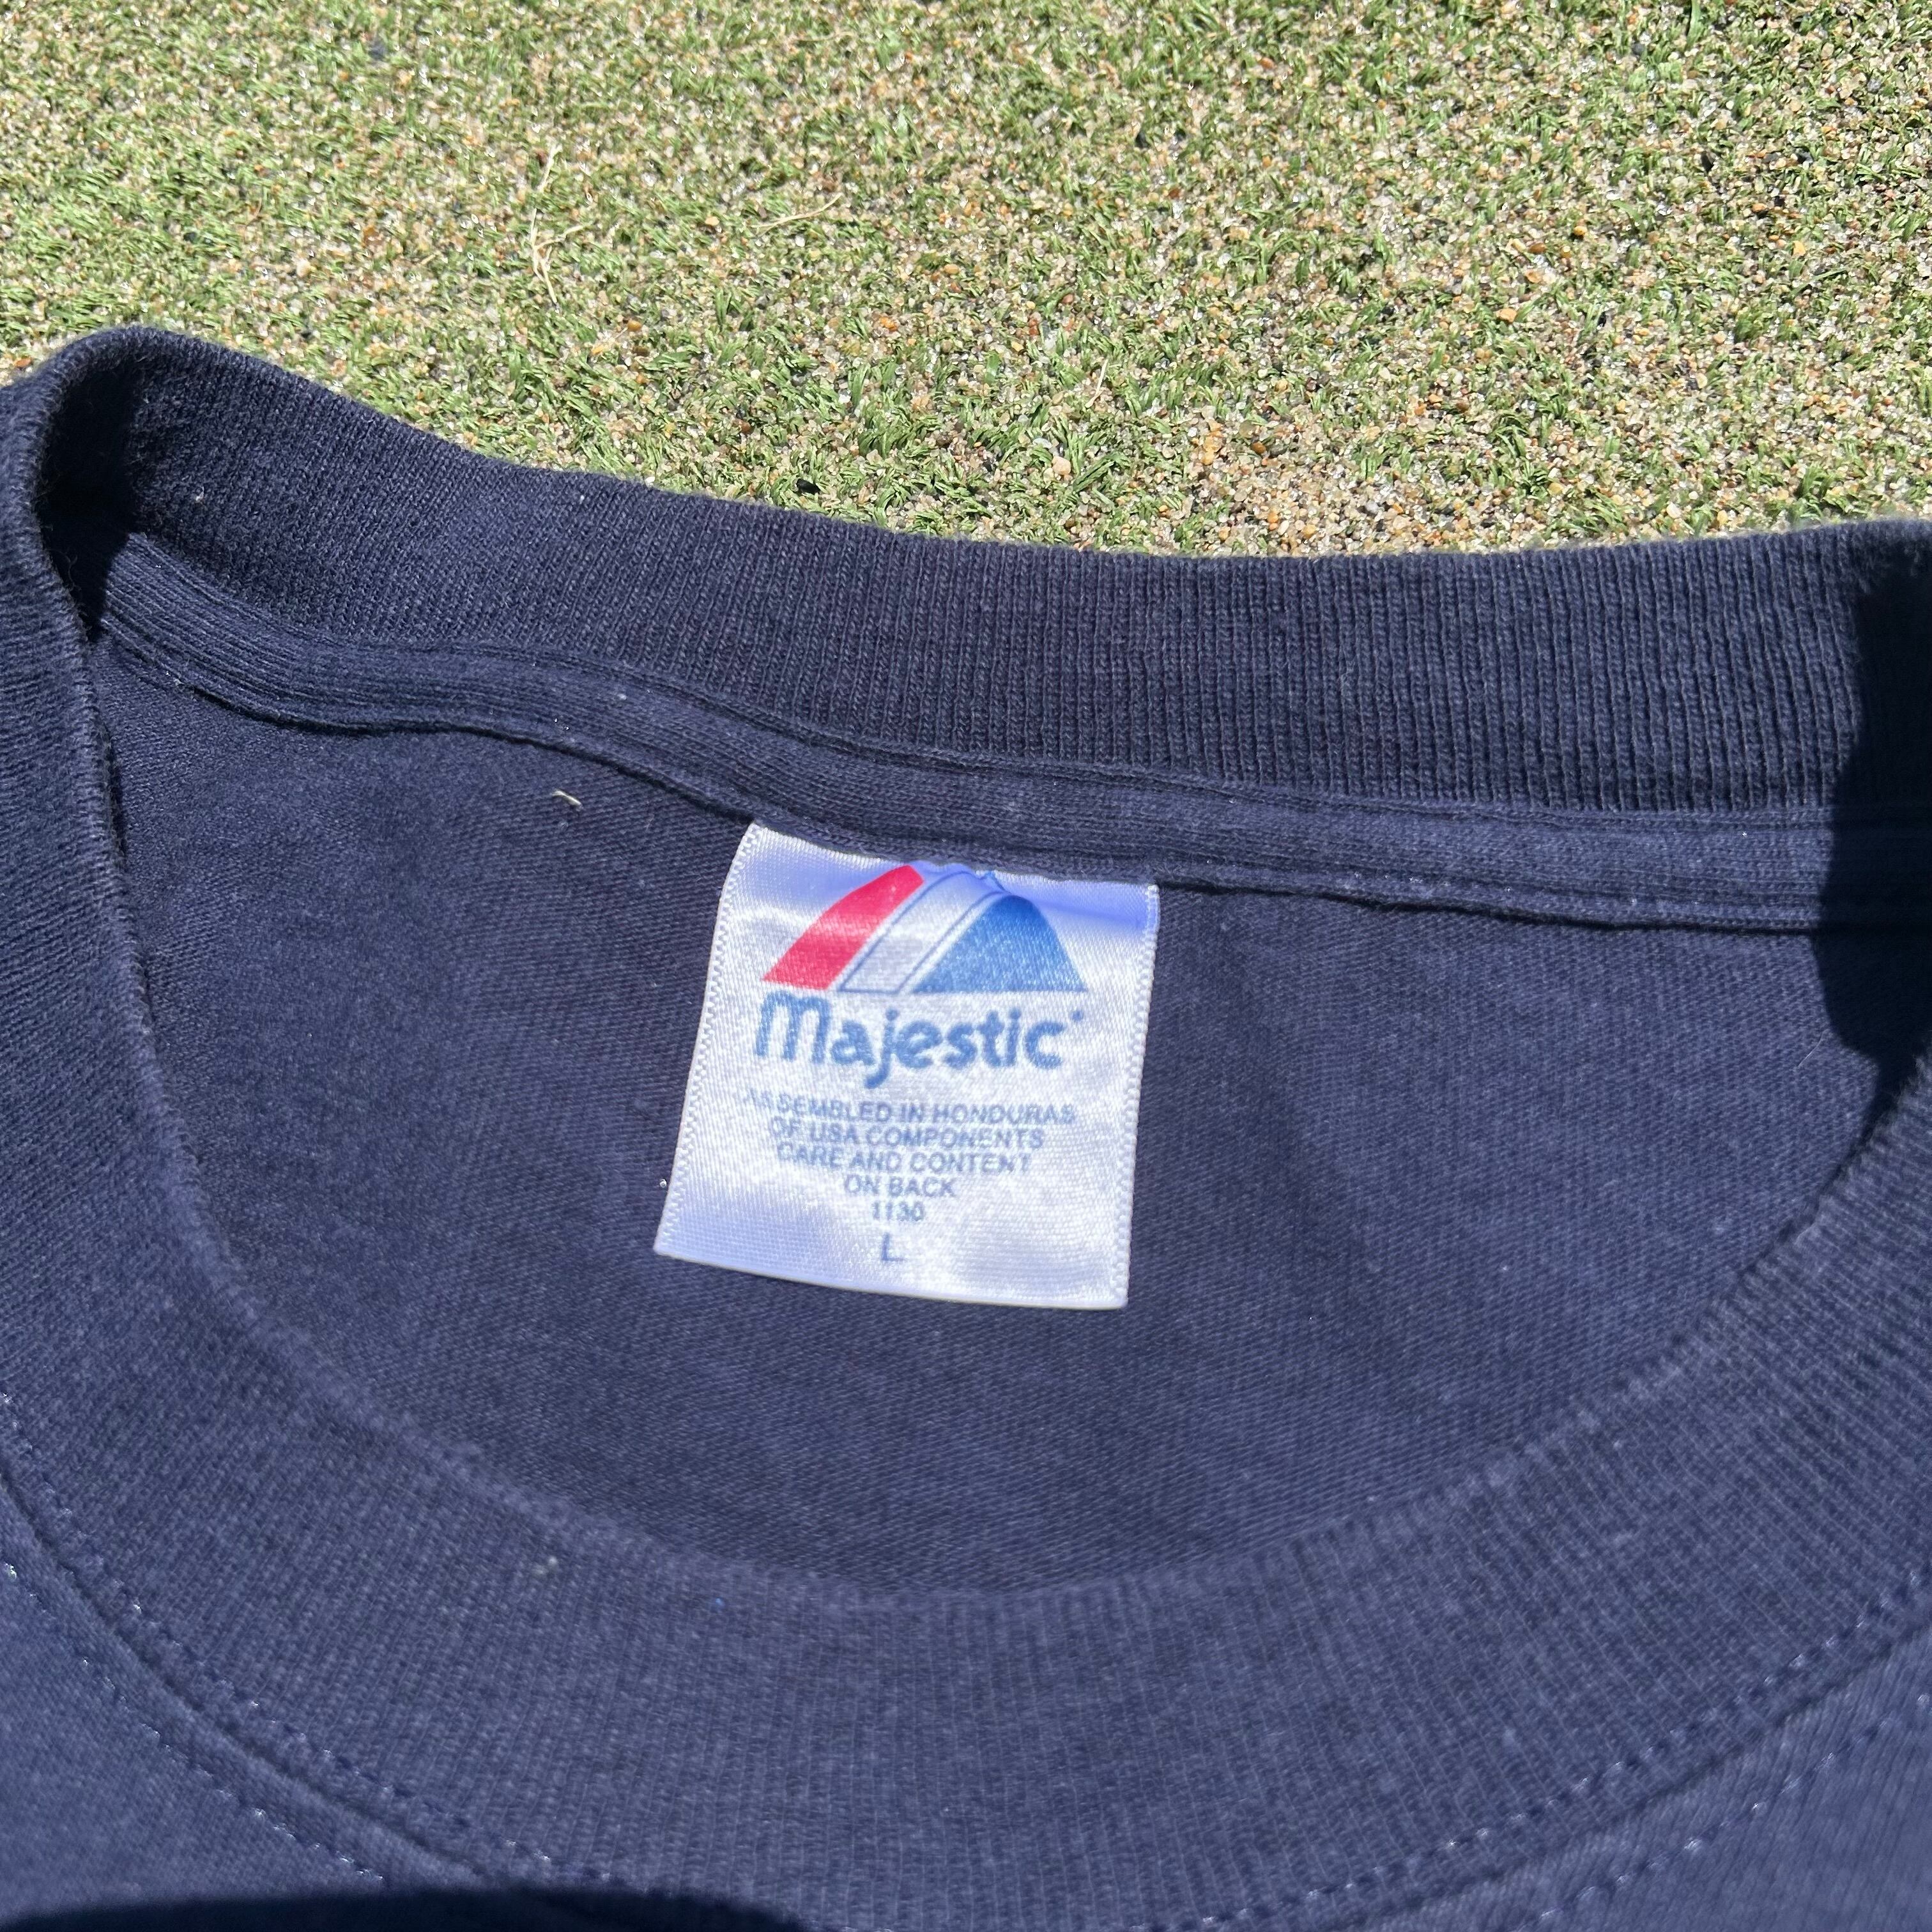 Majestic
ASSEMBLED IN HONDURAS
OF USA COMPONENTS
CARE AND CONTENT
ON BACK
1130
L